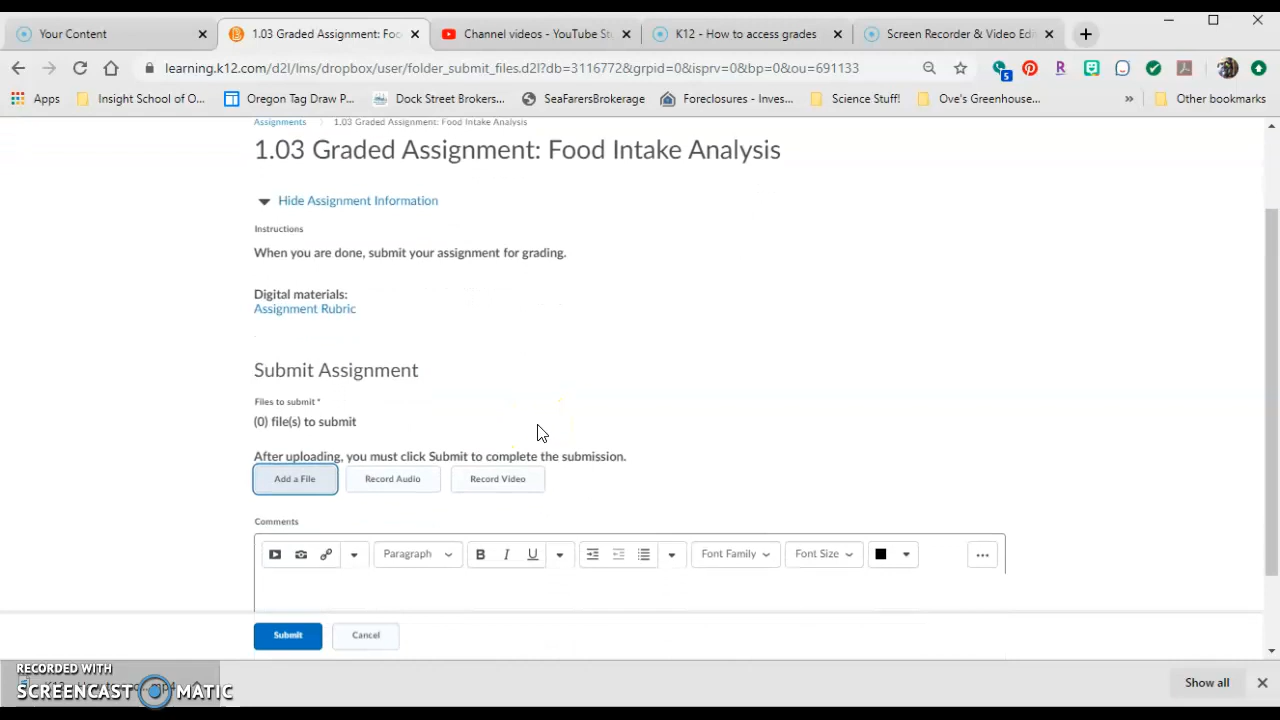 Your Content
1.03 Graded Assignment: Foo
Channel videos - YouTube St
K12 - How to access grades
Screen Recorder & Video Edi
learning.k12.com/d2l/lms/dropbox/user/folder_submit_files.d2l?db=3116772&grpid=0&isprv=0&bp=0&ou=691133
5
Apps
Insight School of O...
Oregon Tag Draw P...
Dock Street Brokers...
SeaFarersBrokerage
Foreclosures - Inves...
Science Stuff!
Ove's Greenhouse...
Other bookmarks
Assignments
1.03 Graded Assignment: Food Intake Analysis
1.03 Graded Assignment: Food Intake Analysis
Hide Assignment Information
Instructions
When you are done, submit your assignment for grading.
Digital materials:
Assignment Rubric
Submit Assignment
Files to submit *
(0) file(s) to submit
After uploading, you must click Submit to complete the submission.
Add a File
Record Audio
Record Video
Comments
Paragraph
B I U
Font Family
Font Size
Submit
Cancel
RECORDED WITH
SCREENCAST MATIC
Show all